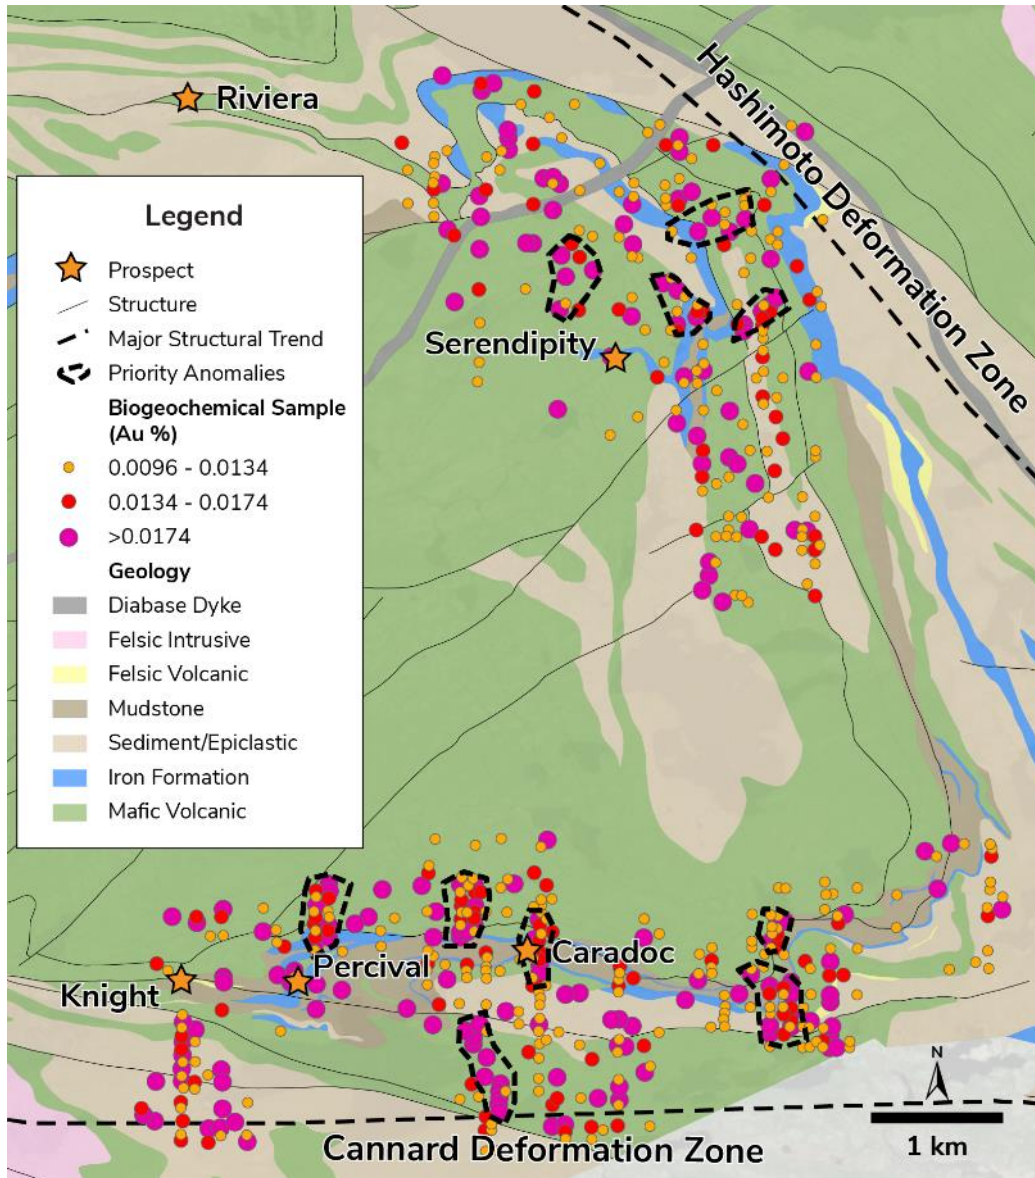 Riviera
Hashimoto Deformation Zone
Legend
Prospect
Structure
Major Structural Trend
Priority Anomalies
Biogeochemical Sample
(Au %)
0.0096 - 0.0134
0.0134 - 0.0174
>0.0174
Geology
Diabase Dyke
Felsic Intrusive
Felsic Volcanic
Mudstone
Sediment/Epiclastic
Iron Formation
Mafic Volcanic
Serendipity
Knight
Percival
Caradoc
N
1 km
Cannard Deformation Zone